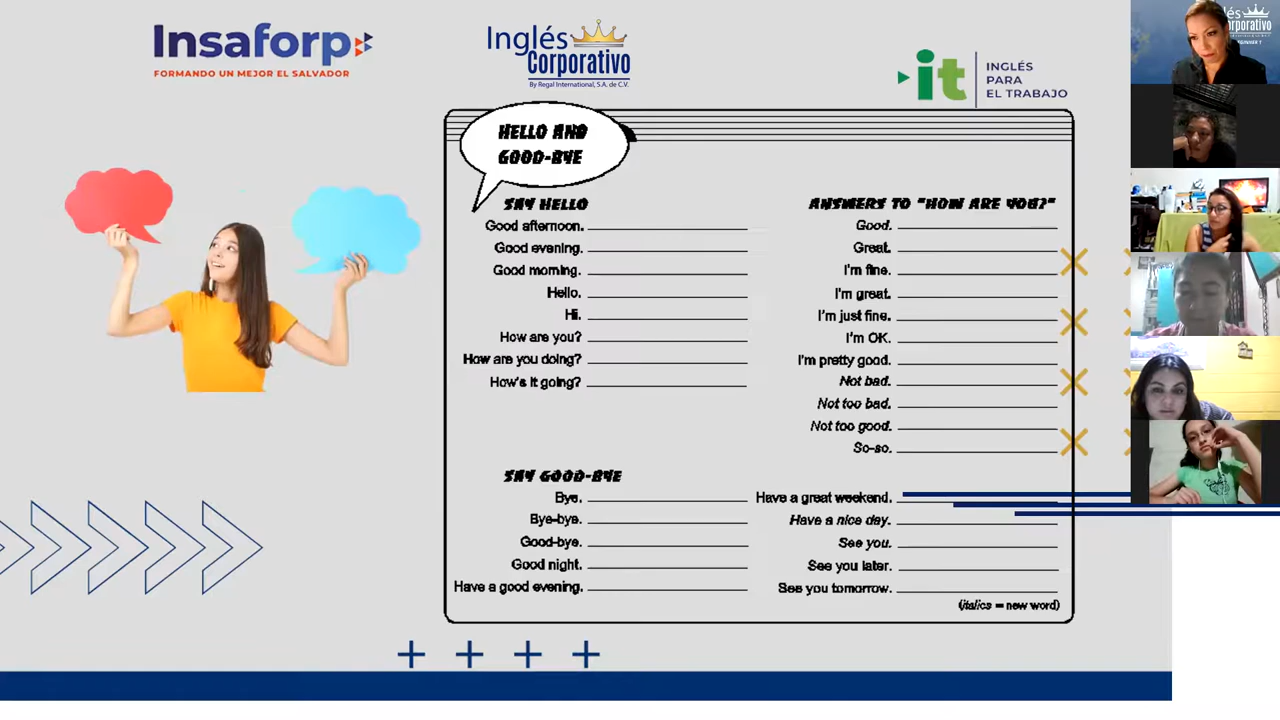 Insaforp
FORMANDO UN MEJOR EL SALVADOR
Inglés
Corporativo
By Regal International, S.A. de C.V.
it
INGLÉS
PARA
EL TRABAJO
HELLO AND
GOOD-BYE
SAY HELLO
Good afternoon.
Good evening.
Good morning.
Hello.
Hi.
How are you?
How are you doing?
How's it going?
ANSWERS TO "HOW ARE YOU?"
Good.
Great.
I'm fine.
I'm great.
I'm just fine.
I'm OK.
I'm pretty good.
Not bad.
Not too bad.
Not too good.
So-so.
SAY GOOD-BYE
Bye.
Bye-bye.
Good-bye.
Good night.
Have a good evening.
Have a great weekend.
Have a nice day.
See you.
See you later.
See you tomorrow.
(italics = new word)